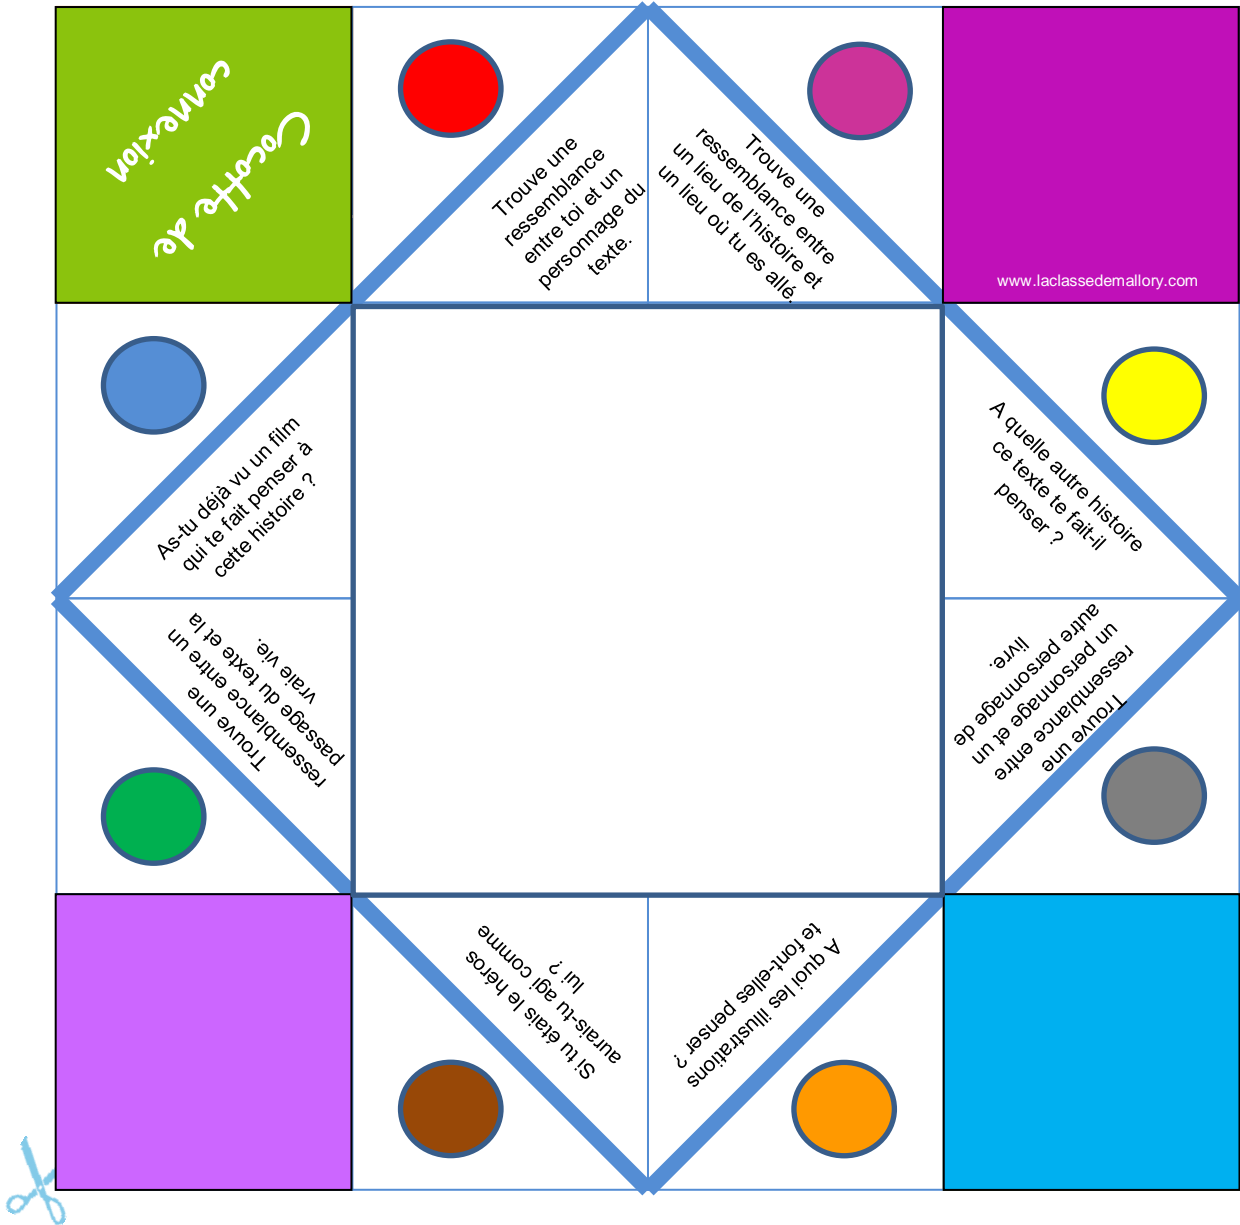 Cocotte de
connexion
Trouve une
ressemblance
entre toi et un
personnage du
texte.
Trouve une
ressemblance entre
un lieu de l'histoire et
un lieu où tu es allé.
www.laclassedemallory.com
As-tu déjà vu un film
qui te fait penser à
cette histoire ?
A quelle autre histoire
ce texte te fait-il
penser ?
Trouve une
ressemblance entre un
passage du texte et la
vraie vie.
Trouve une
ressemblance entre
un personnage et un
autre personnage de
livre.
Si tu étais le héros
aurais-tu agi comme
lui ?
A quoi les illustrations
te font-elles penser ?